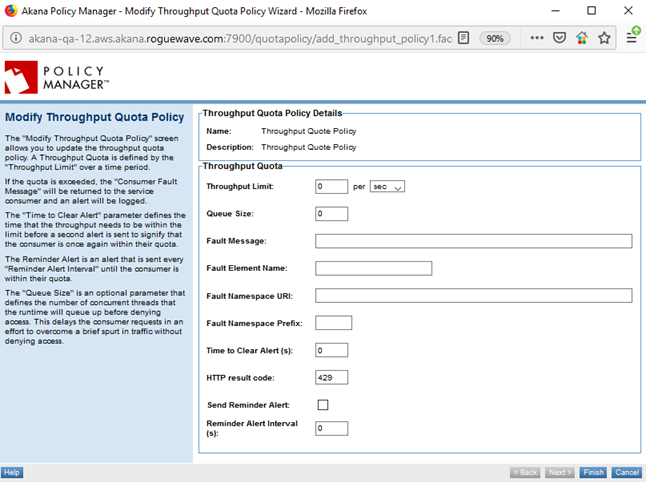 Akana Policy Manager - Modify Throughput Quota Policy Wizard - Mozilla Firefox
akana-qa-12.aws.akana.roguewave.com:7900/quotapolicy/add_throughput_policy1.fac
90%
POLICY
MANAGER™
Modify Throughput Quota Policy
The "Modify Throughput Quota Policy" screen
allows you to update the throughput quota
policy. A Throughput Quota is defined by the
"Throughput Limit" over a time period.
If the quota is exceeded, the "Consumer Fault
Message" will be returned to the service
consumer and an alert will be logged.
The "Time to Clear Alert" parameter defines the
time that the throughput needs to be within the
limit before a second alert is sent to signify that
the consumer is once again within their quota.
The Reminder Alert is an alert that is sent every
"Reminder Alert Interval" until the consumer is
within their quota.
The "Queue Size" is an optional parameter that
defines the number of concurrent threads that
the runtime will queue up before denying
access. This delays the consumer requests in an
effort to overcome a brief spurt in traffic without
denying access.
Throughput Quota Policy Details
Name: Throughput Quote Policy
Description: Throughput Quote Policy
Throughput Quota
Throughput Limit: 0 per sec
Queue Size: 0
Fault Message:
Fault Element Name:
Fault Namespace URI:
Fault Namespace Prefix:
Time to Clear Alert (s): 0
HTTP result code: 429
Send Reminder Alert:
Reminder Alert Interval
(s): 0
Help
< Back Next > Finish Cancel